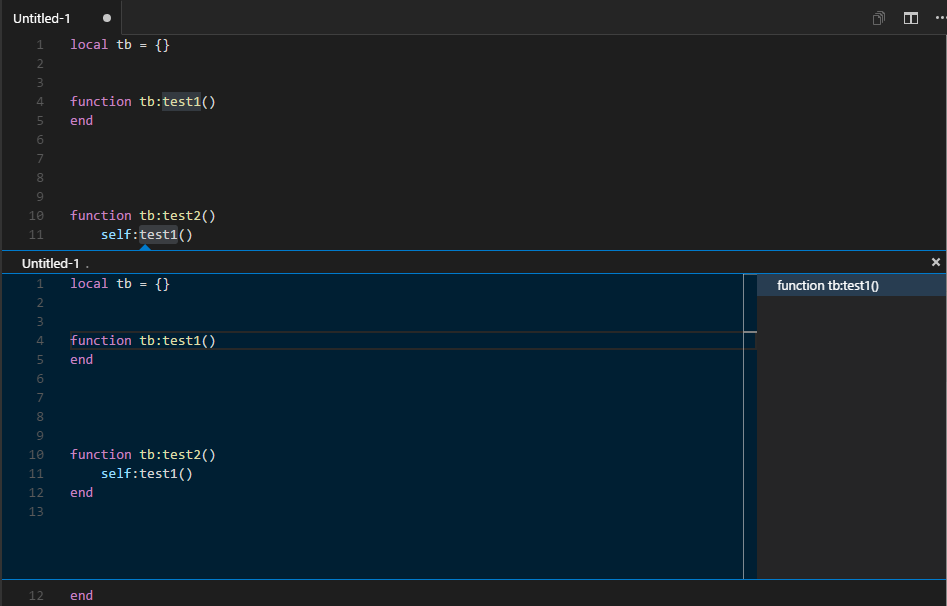 Untitled-1
1 local tb = {}
2
3
4 function tb:test1()
5 end
6
7
8
9
10 function tb:test2()
11     self:test1()
Untitled-1 .
1 local tb = {}
2
3
4 function tb:test1()
5 end
6
7
8
9
10 function tb:test2()
11     self:test1()
12 end
13
function tb:test1()
12 end